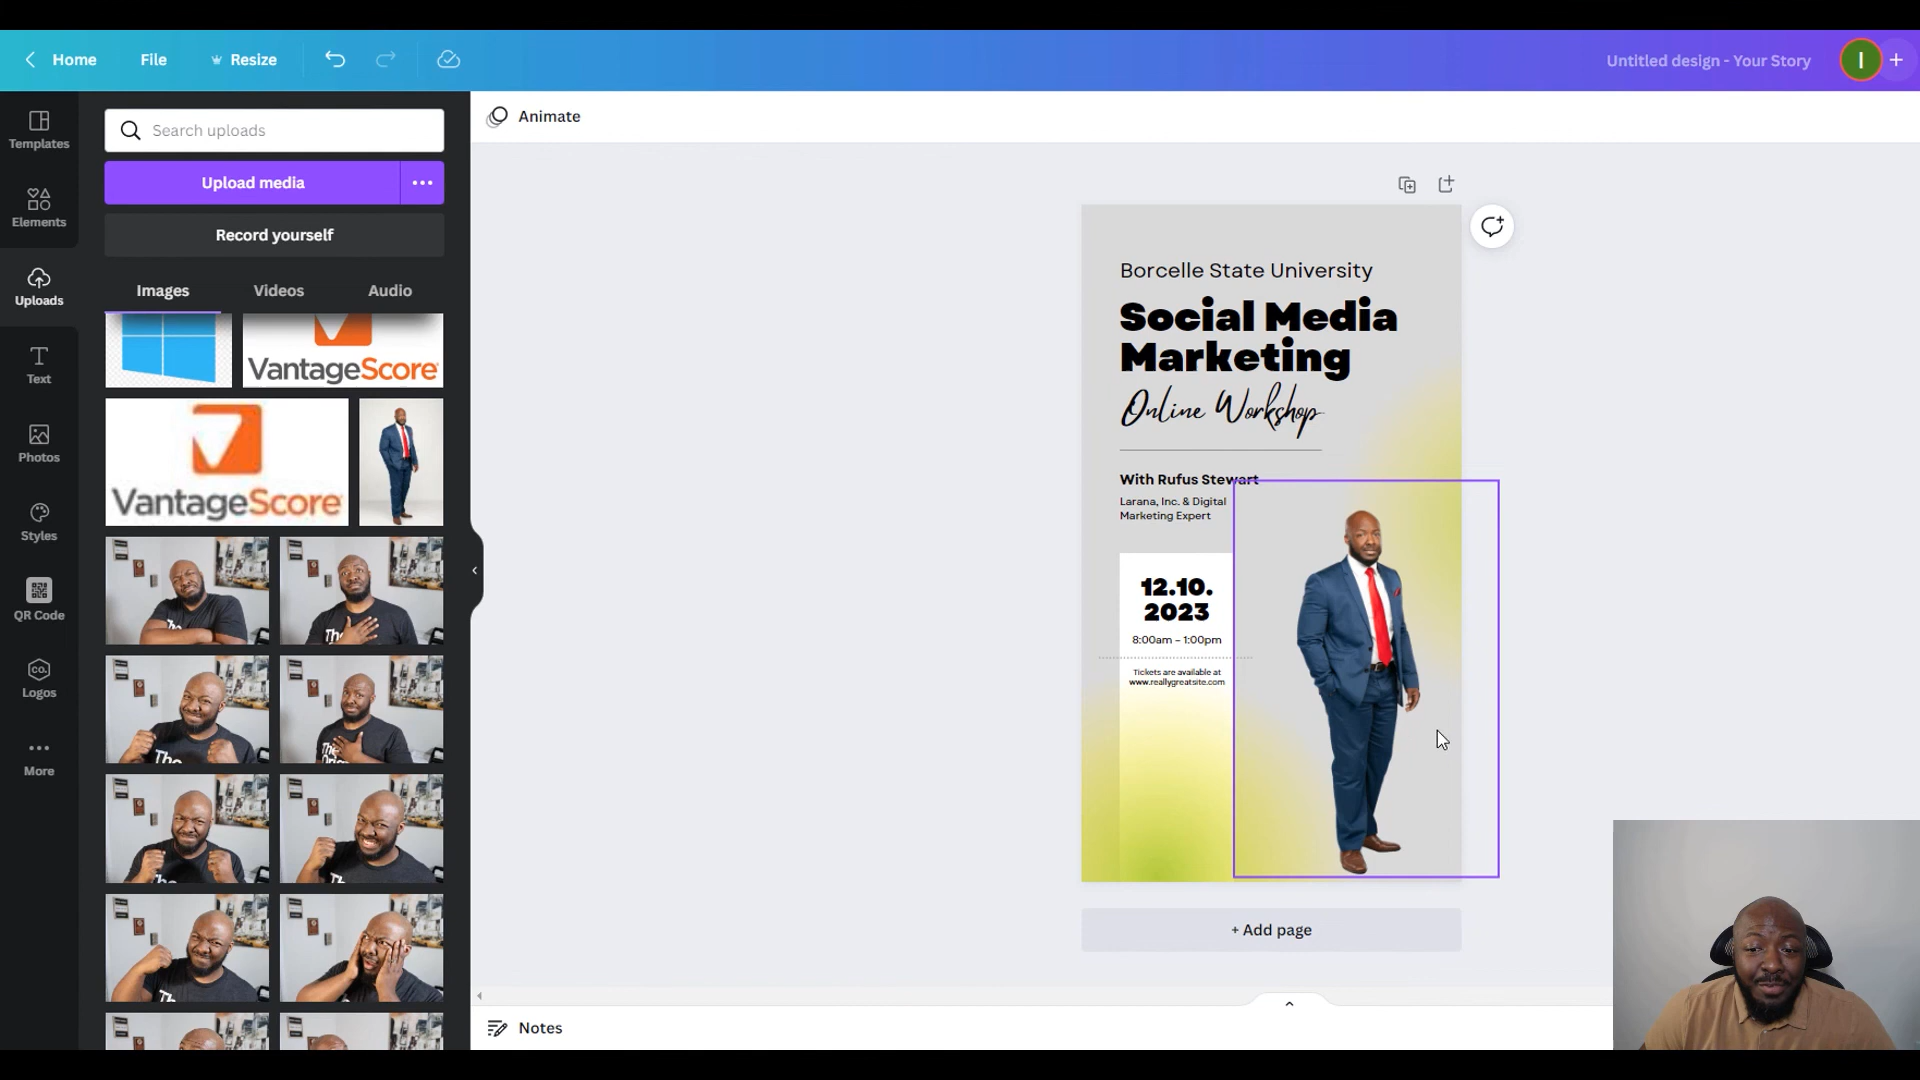 Home
File
Resize
Untitled design - Your Story
I
Templates
Elements
Uploads
Text
Photos
Styles
QR Code
CO.
Logos
More
Search uploads
Upload media
Record yourself
Images
Videos
Audio
VantageScore
VantageScore
The
The
Animate
Borcelle State University
Social Media
Marketing
Online Workshop
With Rufus Stewart
Larana, Inc. & Digital
Marketing Expert
12.10.
2023
8:00am – 1:00pm
Tickets are available at
www.reallygreatsite.com
+ Add page
Notes